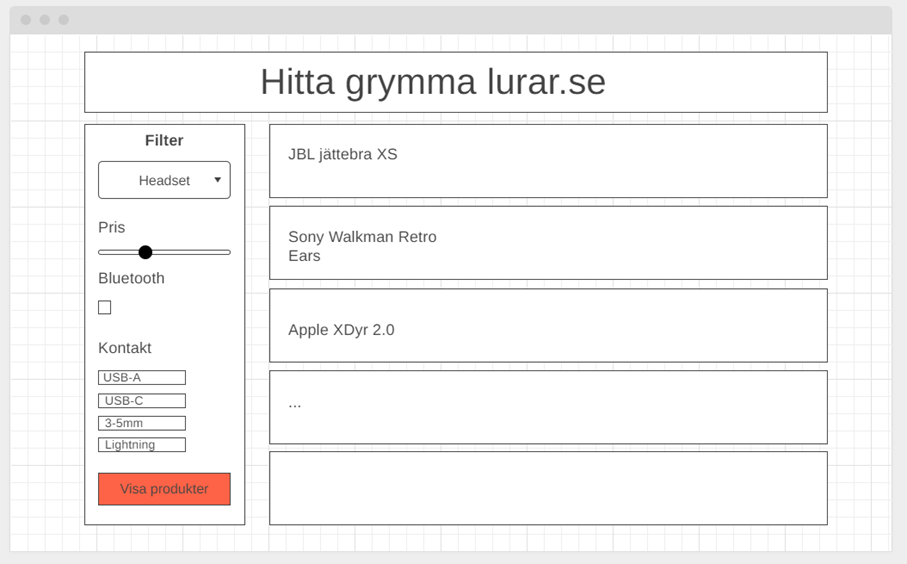 Hitta grymma lurar.se
Filter
Headset
Pris
Bluetooth
Kontakt
USB-A
USB-C
3-5mm
Lightning
Visa produkter
JBL jättebra XS
Sony Walkman Retro
Ears
Apple XDyr 2.0
...